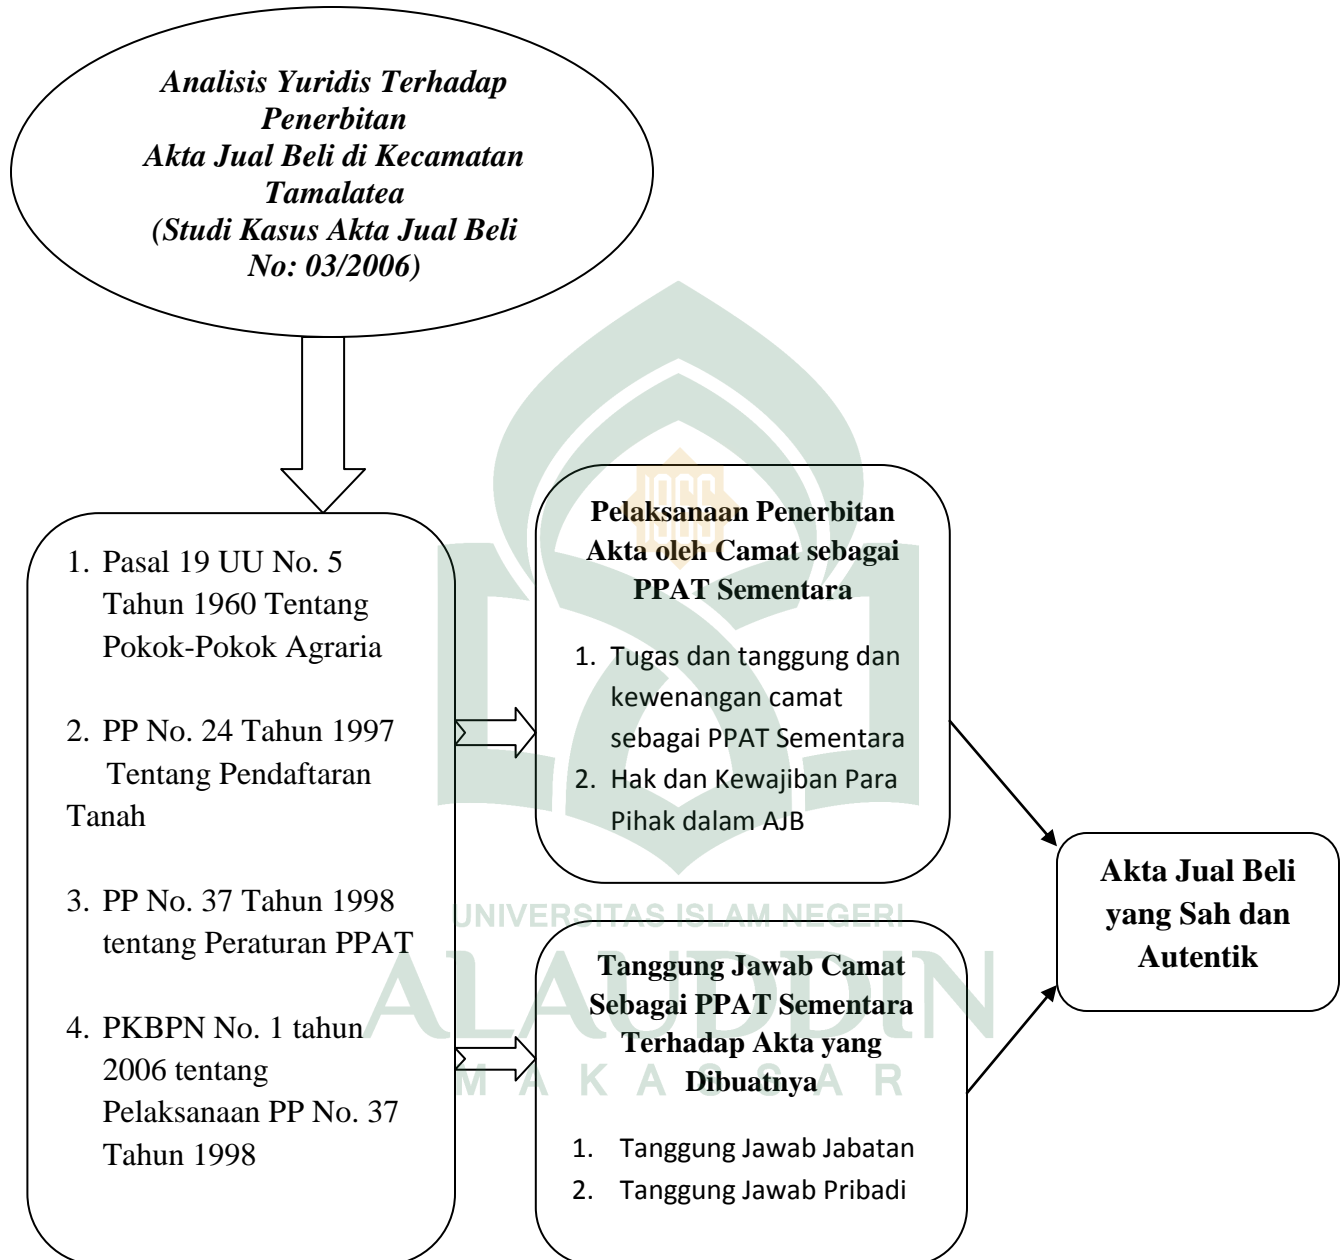 Analisis Yuridis Terhadap
Penerbitan
Akta Jual Beli di Kecamatan
Tamalatea
(Studi Kasus Akta Jual Beli
No: 03/2006)
1. Pasal 19 UU No. 5
Tahun 1960 Tentang
Pokok-Pokok Agraria
2. PP No. 24 Tahun 1997
Tentang Pendaftaran
Tanah
3. PP No. 37 Tahun 1998
tentang Peraturan PPAT
4. PKBPN No. 1 tahun
2006 tentang
Pelaksanaan PP No. 37
Tahun 1998
Pelaksanaan Penerbitan
Akta oleh Camat sebagai
PPAT Sementara
1. Tugas dan tanggung dan
kewenangan camat
sebagai PPAT Sementara
2. Hak dan Kewajiban Para
Pihak dalam AJB
Tanggung Jawab Camat
Sebagai PPAT Sementara
Terhadap Akta yang
Dibuatnya
1. Tanggung Jawab Jabatan
2. Tanggung Jawab Pribadi
Akta Jual Beli
yang Sah dan
Autentik
UNIVERSITAS ISLAM NEGERI
ALAUDDIN
MAKASSAR